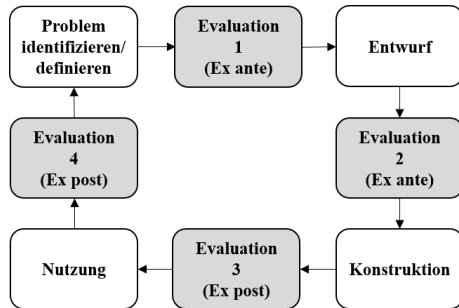 Problem
identifizieren/
definieren
Evaluation
1
(Ex ante)
Entwurf
Evaluation
2
(Ex ante)
Konstruktion
Evaluation
3
(Ex post)
Nutzung
Evaluation
4
(Ex post)